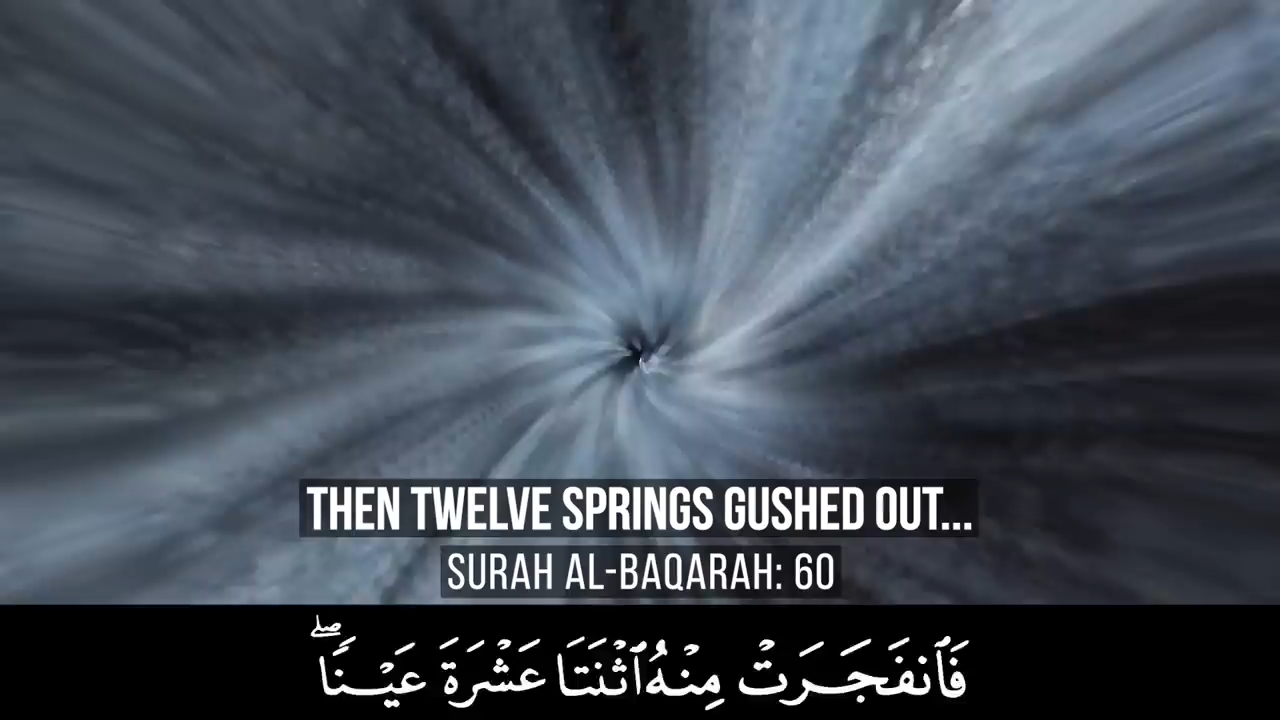 THEN TWELVE SPRINGS GUSHED OUT...
SURAH AL-BAQARAH: 60
فَٱنفَجَرَتْ مِنْهُ ٱثْنَتَا عَشْرَةَ عَيْنًا ۖ